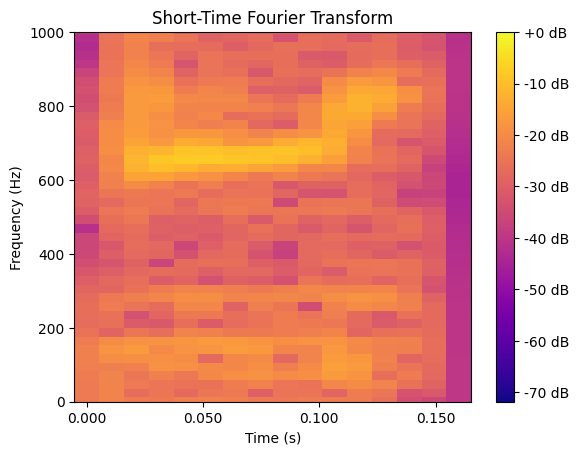 Short-Time Fourier Transform
1000
800
600
400
200
0
Frequency (Hz)
0.000
0.050
0.100
0.150
Time (s)
+0 dB
-10 dB
-20 dB
-30 dB
-40 dB
-50 dB
-60 dB
-70 dB